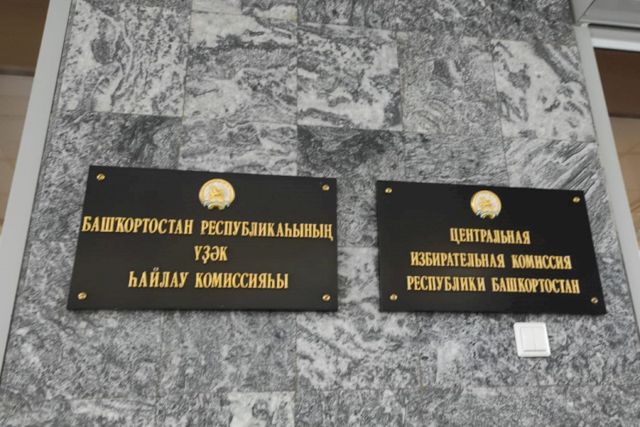 БАШҠОРТОСТАН РЕСПУБЛИКАҺЫНЫҢ
ҮҘӘК
ҺАЙЛАУ КОМИССИЯҺЫ
ЦЕНТРАЛЬНАЯ
ИЗБИРАТЕЛЬНАЯ КОМИССИЯ
РЕСПУБЛИКИ БАШКОРТОСТАН